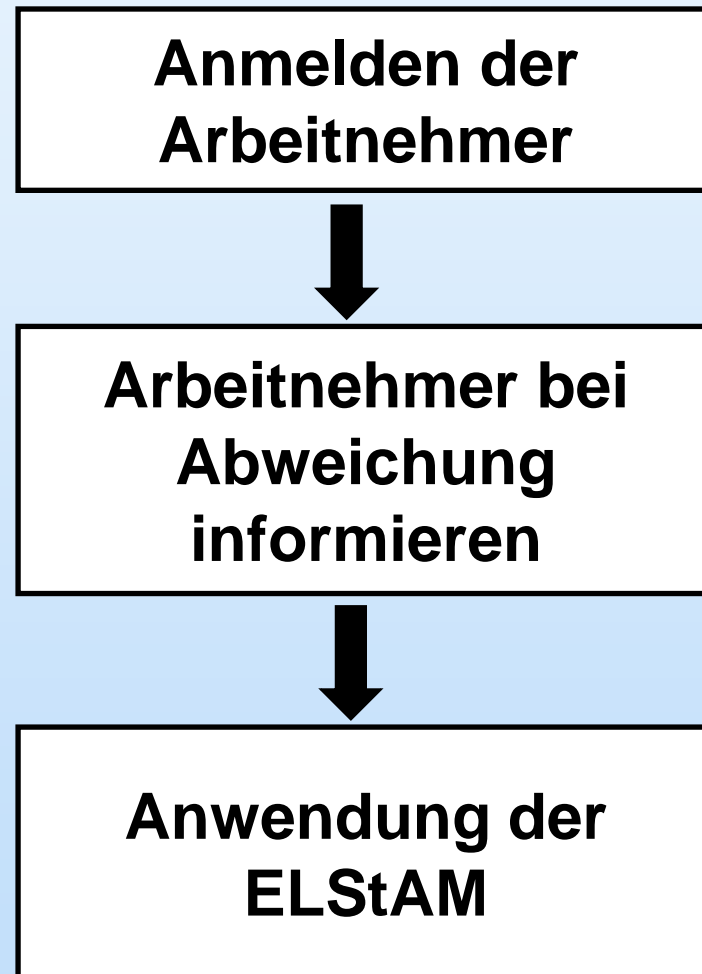 Anmelden der
Arbeitnehmer
Arbeitnehmer bei
Abweichung
informieren
Anwendung der
ELStAM